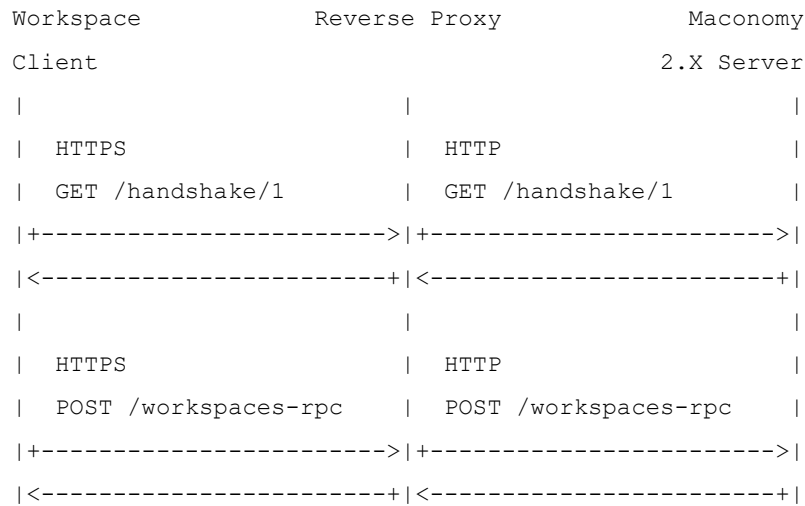 Workspace            Reverse Proxy             Maconomy
Client                                       2.X Server
|                          |                          |
|  HTTPS                   |  HTTP                    |
|  GET /handshake/1        |  GET /handshake/1        |
|+------------------------>|+------------------------>|
|<------------------------+|<------------------------+|
|                          |                          |
|  HTTPS                   |  HTTP                    |
|  POST /workspaces-rpc    |  POST /workspaces-rpc    |
|+------------------------>|+------------------------>|
|<------------------------+|<------------------------+|